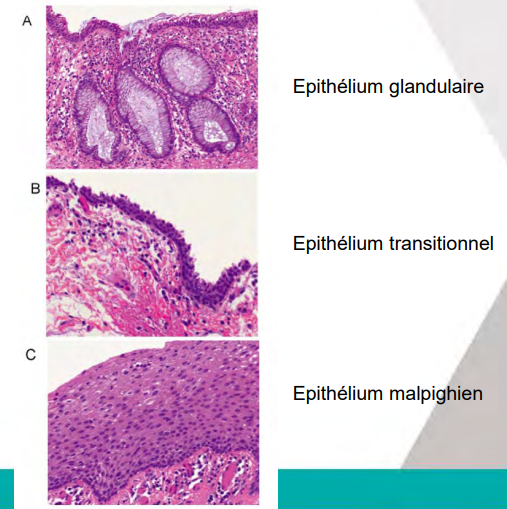 A
Epithélium glandulaire
B
Epithélium transitionnel
C
Epithélium malpighien